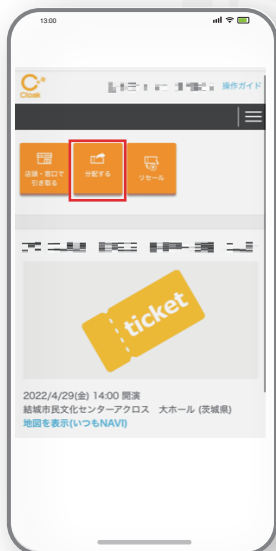 13:00
Cloak
操作ガイド
店頭・窓口で
引き取る
分配する
リセール
ticket
2022/4/29(金) 14:00 開演
結城市民文化センターアクロス 大ホール (茨城県)
地図を表示(いつもNAVI)